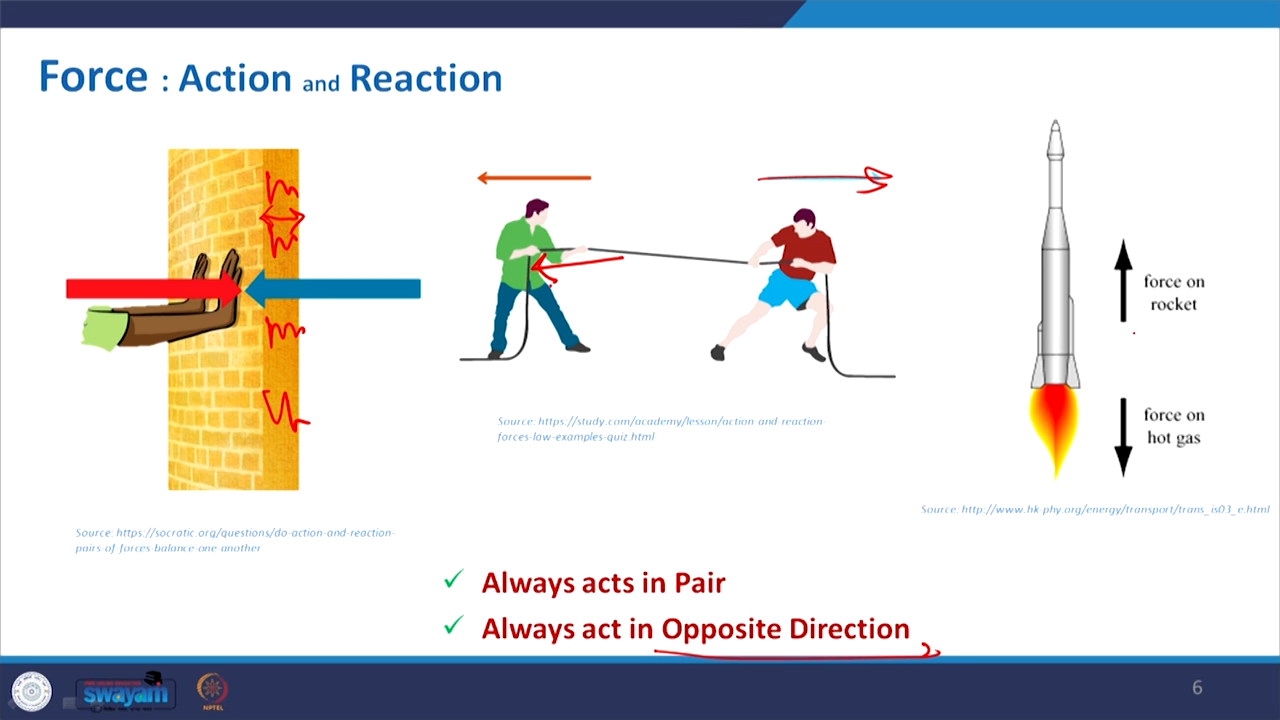 Force : Action and Reaction
force on
rocket
force on
hot gas
Source: https://study.com/academy/lesson/action-and-reaction-
forces-law-examples-quiz.html
Source: http://www.hk-phy.org/energy/transport/trans_is03_e.html
Source: https://socratic.org/questions/do-action-and-reaction-
pairs-of-forces-balance-one-another
✓ Always acts in Pair
✓ Always act in Opposite Direction
swayam
NPTEL
6